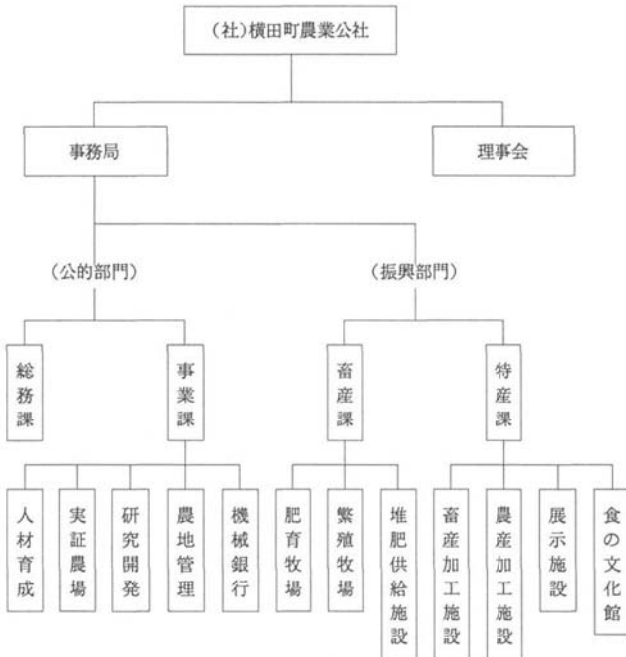 (社)横田町農業公社
事務局
理事会
(公的部門)
(振興部門)
総務課
事業課
畜産課
特産課
人材育成
実証農場
研究開発
農地管理
機械銀行
肥育牧場
繁殖牧場
堆肥供給施設
畜産加工施設
農産加工施設
展示施設
食の文化館